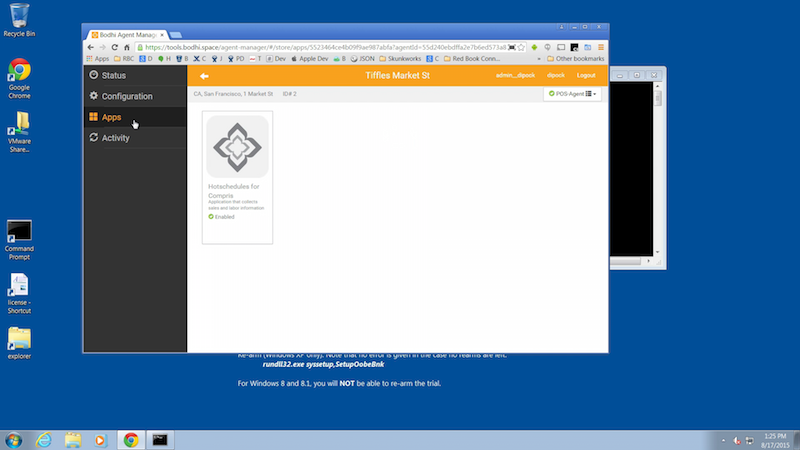 Recycle Bin
Google
Chrome
VMware
Share...
Command
Prompt
license -
Shortcut
explorer
Bodhi Agent Manage
https://tools.bodhi.space/agent-manager/#/store/apps/5523464ce4b09f9ae987abfa?agentId=55d240ebdffa2e7b6ed573a8
Apps RBC D H B C J PD T Dev Apple Dev B JSON Skunkworks C Red Book Conn... » Other bookmarks
Status
Configuration
Apps
Activity
Tiffles Market St
admin__dipock dipock Logout
CA, San Francisco, 1 Market St ID# 2
POS-Agent
Hotschedules for
Compris
Application that collects
sales and labor information.
Enabled
Re-arm (Windows XP only). Note that no error is given in the case no rearms are left.
rundll32.exe syssetup,SetupOobeBnk
For Windows 8 and 8.1, you will NOT be able to re-arm the trial.
1:25 PM
8/17/2015